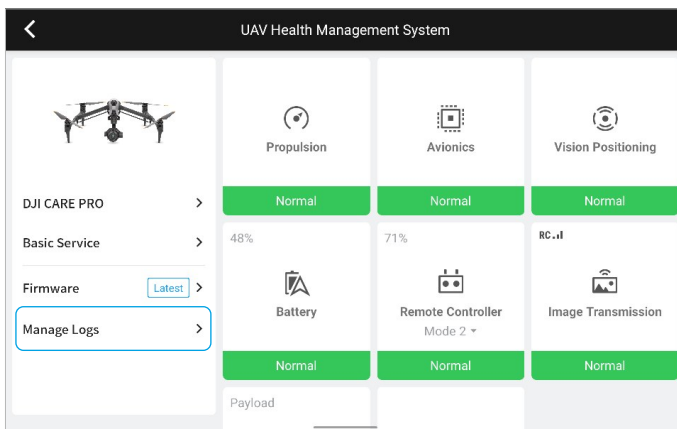 UAV Health Management System
DJI CARE PRO
Basic Service
Firmware Latest
Manage Logs
Propulsion
Normal
Avionics
Normal
Vision Positioning
Normal
48%
Battery
Normal
71%
Remote Controller
Mode 2
Normal
RC
Image Transmission
Normal
Payload